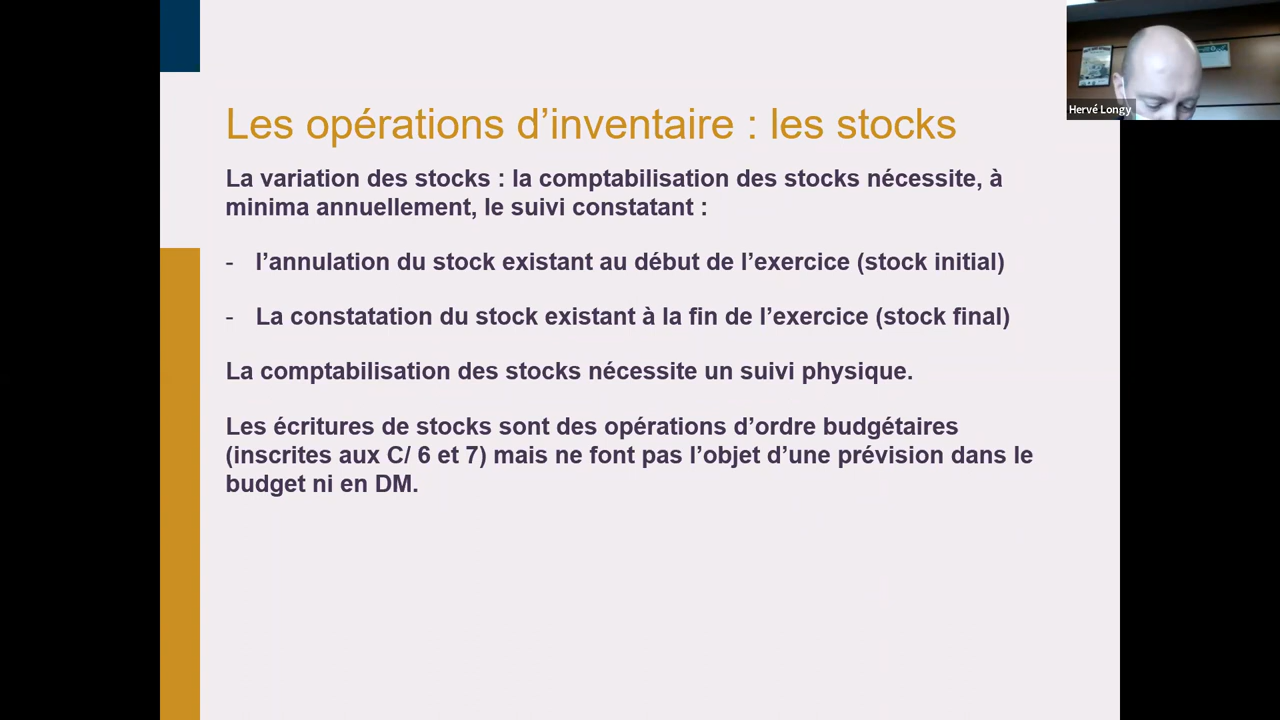 Les opérations d’inventaire : les stocks
La variation des stocks : la comptabilisation des stocks nécessite, à
minima annuellement, le suivi constatant :
- l’annulation du stock existant au début de l’exercice (stock initial)
- La constatation du stock existant à la fin de l’exercice (stock final)
La comptabilisation des stocks nécessite un suivi physique.
Les écritures de stocks sont des opérations d’ordre budgétaires
(inscrites aux C/ 6 et 7) mais ne font pas l’objet d’une prévision dans le
budget ni en DM.
Hervé Longy